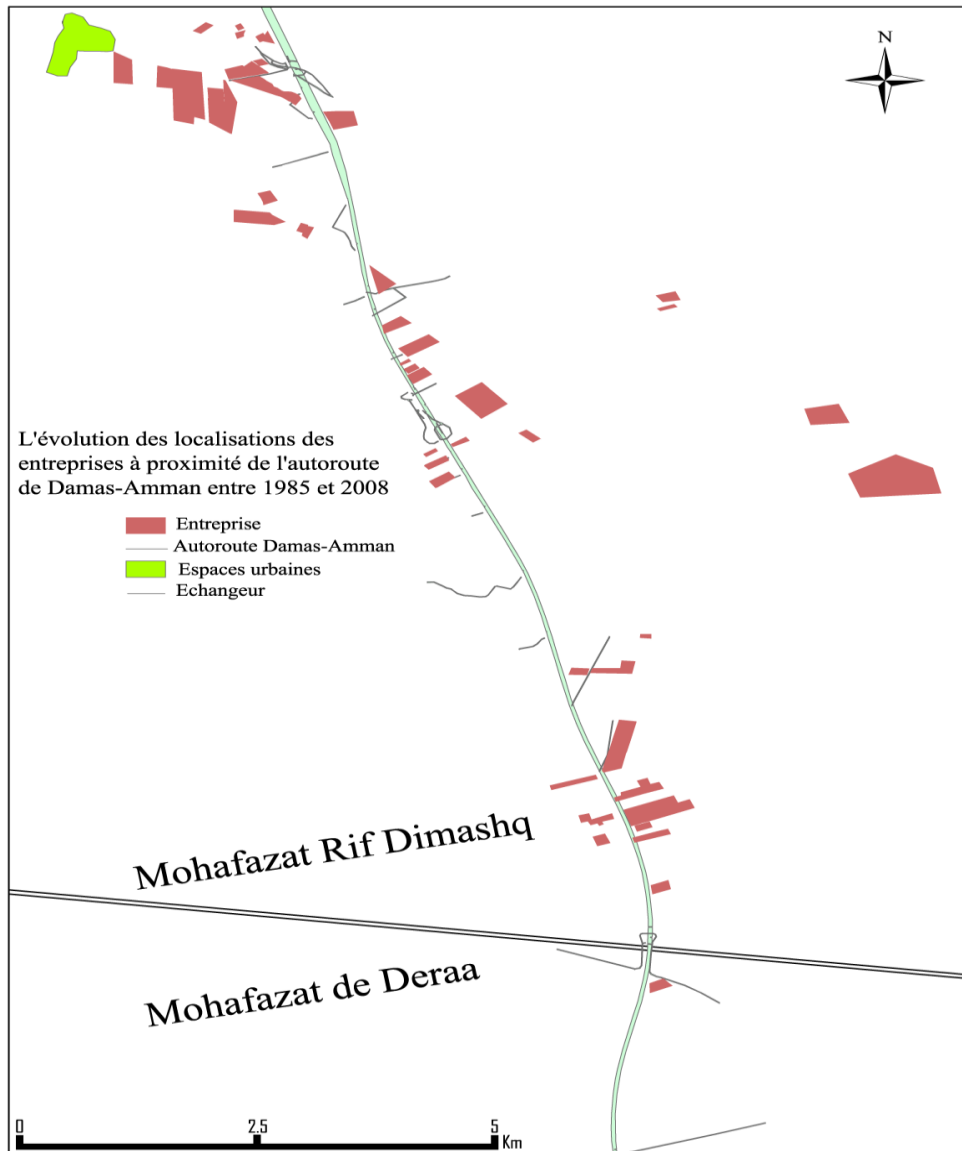 N
L'évolution des localisations des
entreprises à proximité de l'autoroute
de Damas-Amman entre 1985 et 2008
Entreprise
Autoroute Damas-Amman
Espaces urbaines
Echangeur
Mohafazat Rif Dimashq
Mohafazat de Deraa
0 2.5 5
Km